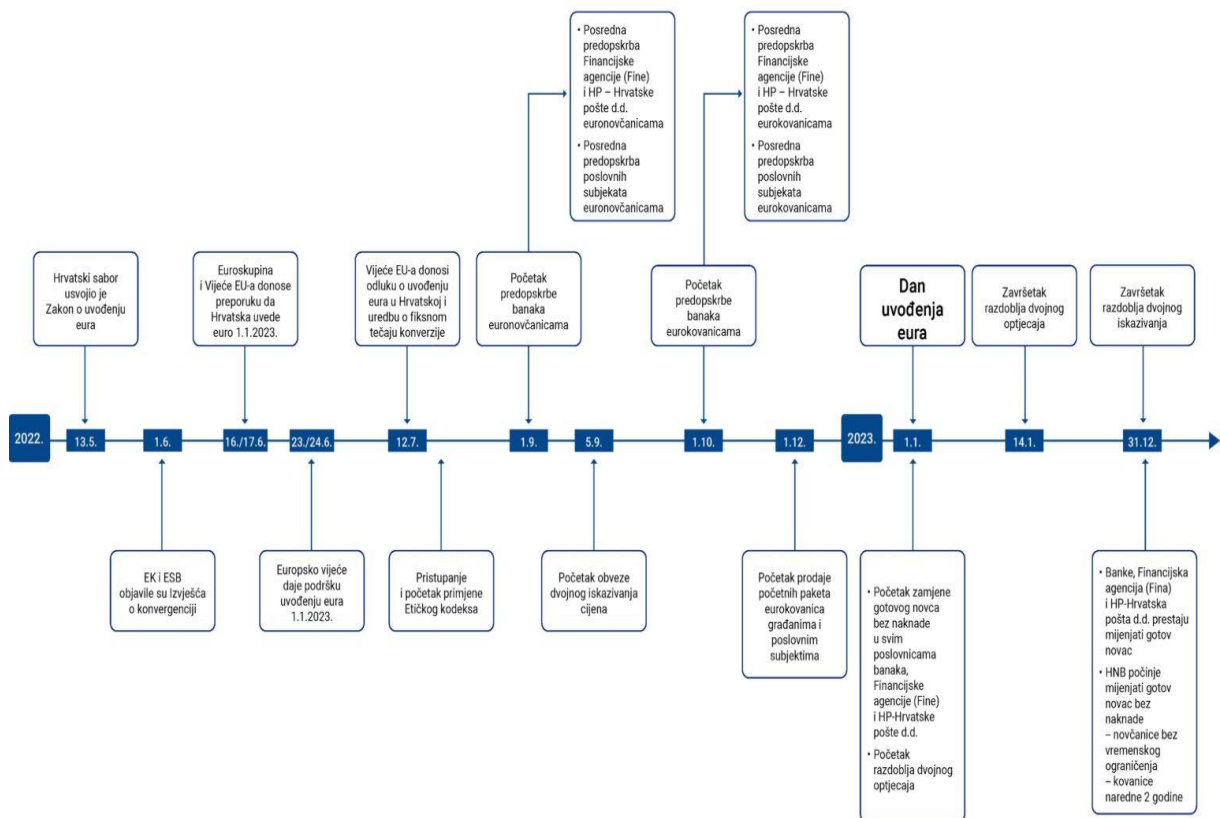 • Posredna
predopskrba
Financijske
agencije (Fine)
i HP – Hrvatske
pošte d.d.
euronovčanicama
• Posredna
predopskrba
poslovnih
subjekata
euronovčanicama
• Posredna
predopskrba
Financijske
agencije (Fine)
i HP – Hrvatske
pošte d.d.
eurokovanicama
• Posredna
predopskrba
poslovnih
subjekata
eurokovanicama
Hrvatski sabor
usvojio je
Zakon o uvođenju
eura
Euroskupina
i Vijeće EU-a donose
preporuku da
Hrvatska uvede
euro 1.1.2023.
Vijeće EU-a donosi
odluku o uvođenju
eura u Hrvatskoj i
uredbu o fiksnom
tečaju konverzije
Početak
predopskrbe
banaka
euronovčanicama
Početak
predopskrbe
banaka
eurokovanicama
Dan
uvođenja
eura
Završetak
razdoblja dvojnog
optjecaja
Završetak
razdoblja dvojnog
iskazivanja
2022.
13.5.
1.6.
16./17.6.
23./24.6.
12.7.
1.9.
5.9.
1.10.
1.12.
2023.
1.1.
14.1.
31.12.
EK i ESB
objavile su Izvješća
o konvergenciji
Europsko vijeće
daje podršku
uvođenju eura
1.1.2023.
Pristupanje
i početak primjene
Etičkog kodeksa
Početak obveze
dvojnog iskazivanja
cijena
Početak prodaje
početnih paketa
eurokovanica
građanima i
poslovnim
subjektima
• Početak zamjene
gotovog novca
bez naknade
u svim
poslovnicama
banaka,
Financijske
agencije (Fine)
i HP-Hrvatske
pošte d.d.
• Početak
razdoblja dvojnog
optjecaja
• Banke, Financijska
agencija (Fina)
i HP-Hrvatska
pošta d.d. prestaju
mijenjati gotov
novac
• HNB počinje
mijenjati gotov
novac bez
naknade
– novčanice bez
vremenskog
ograničenja
– kovanice
naredne 2 godine